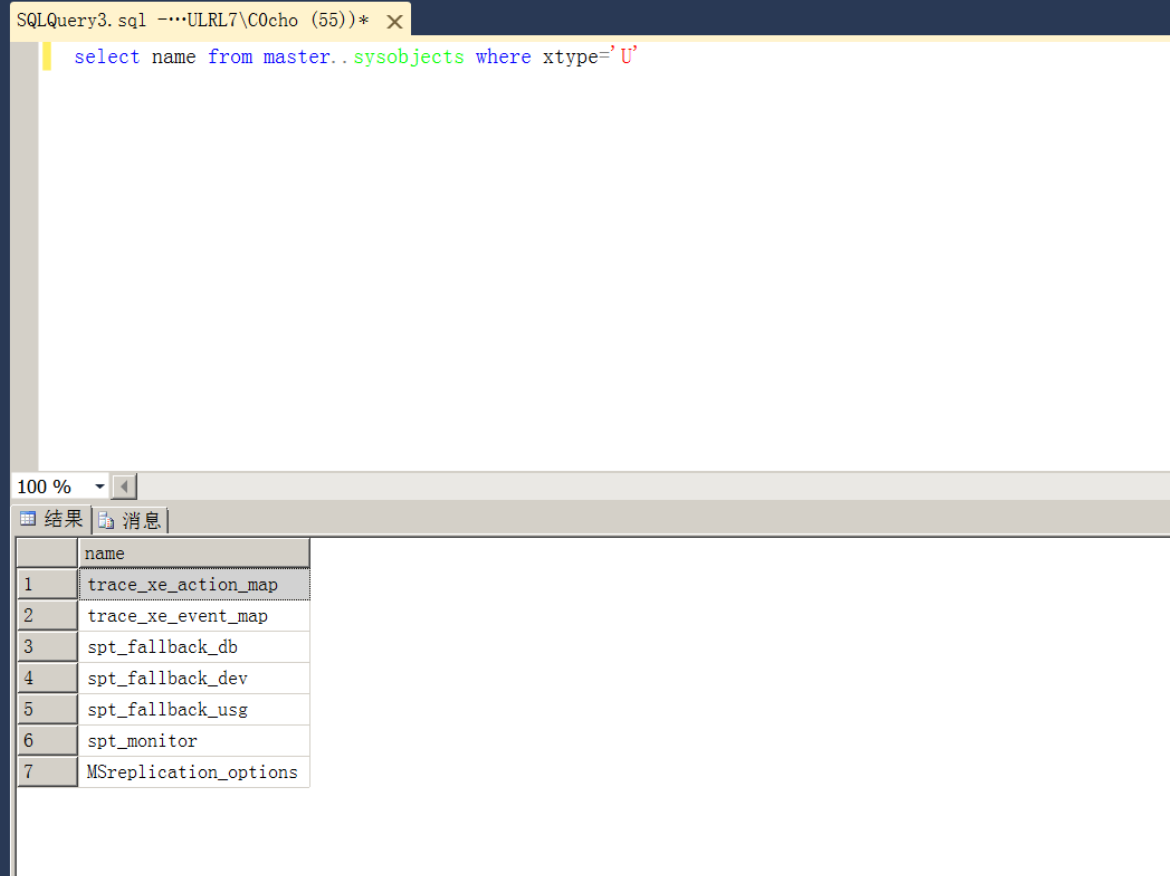 SQLQuery3.sql -···ULRL7\C0cho (55))*
select name from master..sysobjects where xtype='U'
100 %
结果 消息
name
1 trace_xe_action_map
2 trace_xe_event_map
3 spt_fallback_db
4 spt_fallback_dev
5 spt_fallback_usg
6 spt_monitor
7 MSreplication_options